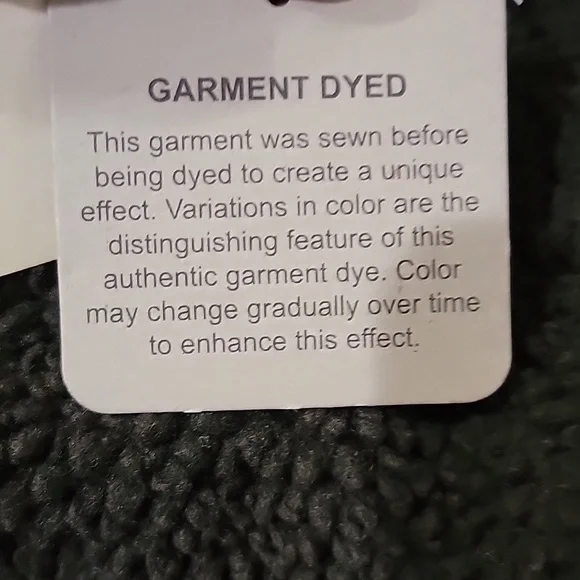 GARMENT DYED
This garment was sewn before
being dyed to create a unique
effect. Variations in color are the
distinguishing feature of this
authentic garment dye. Color
may change gradually over time
to enhance this effect.